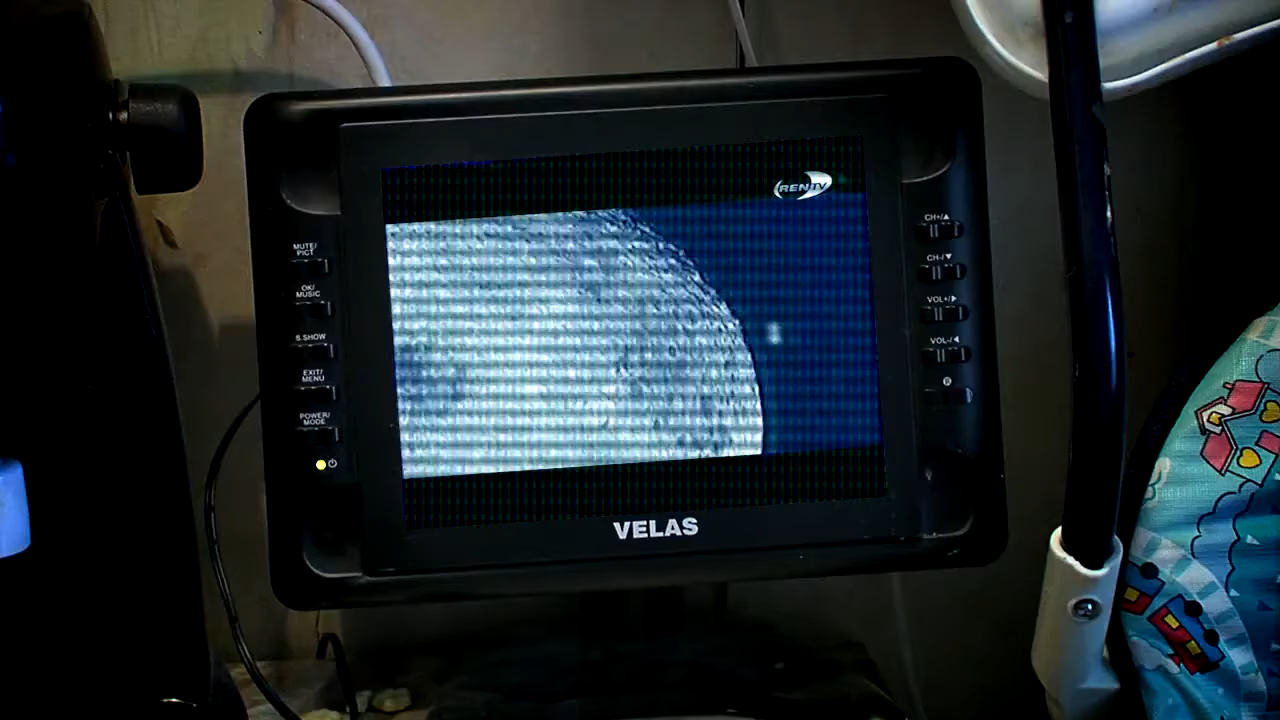 REN TV
MUTE/
PICT
OK/
MUSIC
S.SHOW
EXIT/
MENU
POWER/
MODE
CH+/▲
CH-/▼
VOL+/▶
VOL-/◀
VELAS